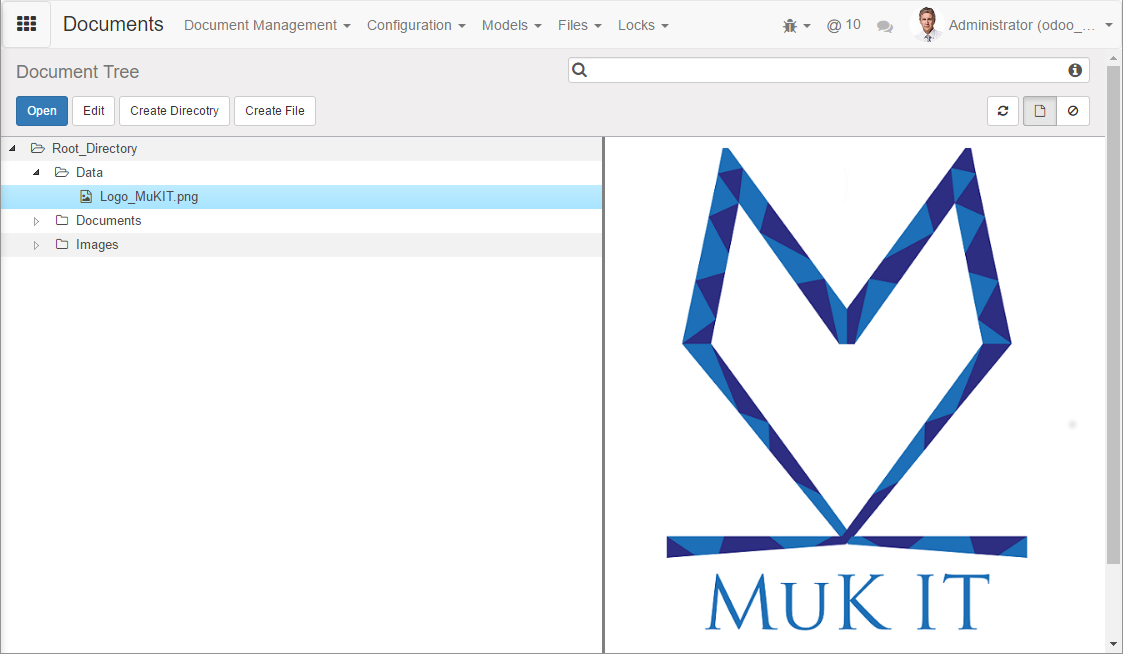 Documents Document Management Configuration Models Files Locks @ 10 Administrator (odoo_...
Document Tree
Open Edit Create Direcotry Create File
Root_Directory
Data
Logo_MuKIT.png
Documents
Images
MuK IT